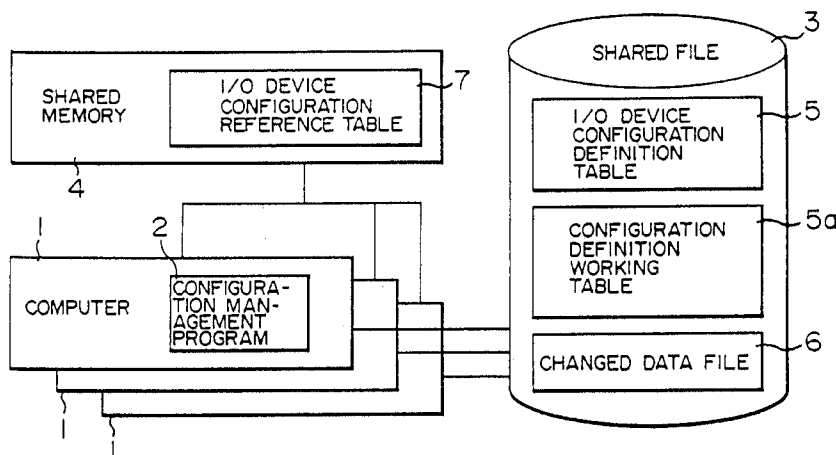 SHARED
MEMORY
I/O DEVICE
CONFIGURATION
REFERENCE TABLE
7
4
3
SHARED FILE
I/O DEVICE
CONFIGURATION
DEFINITION
TABLE
5
CONFIGURATION
DEFINITION
WORKING
TABLE
5a
CHANGED DATA FILE
6
1
2
COMPUTER
CONFIGURA-
TION MAN-
AGEMENT
PROGRAM
1
1